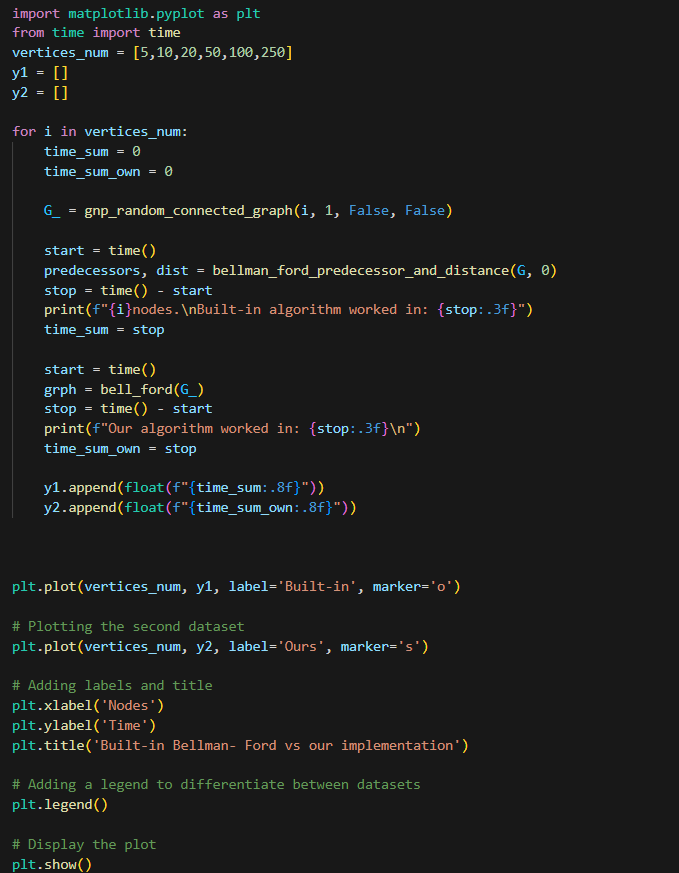 import matplotlib.pyplot as plt
from time import time
vertices_num = [5,10,20,50,100,250]
y1 = []
y2 = []
for i in vertices_num:
    time_sum = 0
    time_sum_own = 0
    G_ = gnp_random_connected_graph(i, 1, False, False)
    start = time()
    predecessors, dist = bellman_ford_predecessor_and_distance(G, 0)
    stop = time() - start
    print(f"{i}nodes.\nBuilt-in algorithm worked in: {stop:.3f}")
    time_sum = stop
    start = time()
    grph = bell_ford(G_)
    stop = time() - start
    print(f"Our algorithm worked in: {stop:.3f}\n")
    time_sum_own = stop
    y1.append(float(f"{time_sum:.8f}"))
    y2.append(float(f"{time_sum_own:.8f}"))
plt.plot(vertices_num, y1, label='Built-in', marker='o')
# Plotting the second dataset
plt.plot(vertices_num, y2, label='Ours', marker='s')
# Adding labels and title
plt.xlabel('Nodes')
plt.ylabel('Time')
plt.title('Built-in Bellman- Ford vs our implementation')
# Adding a legend to differentiate between datasets
plt.legend()
# Display the plot
plt.show()